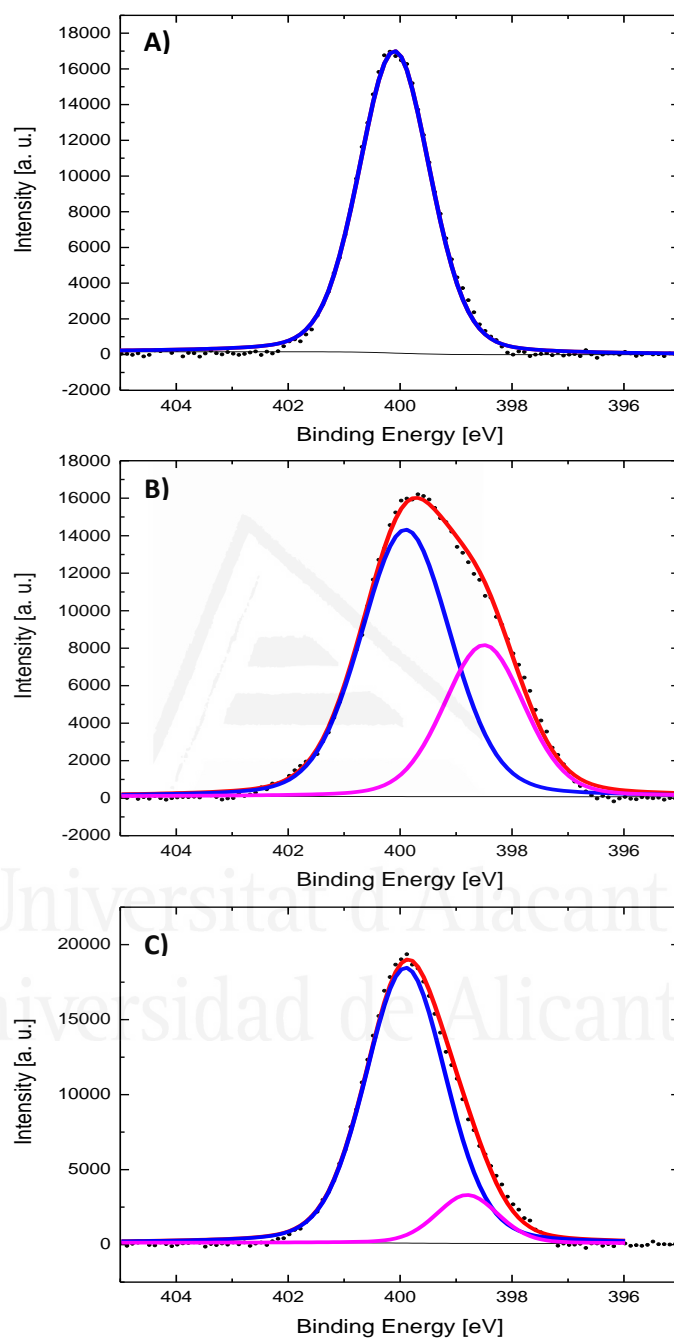 A)
18000
16000
14000
12000
10000
8000
6000
4000
2000
0
-2000
Intensity [a. u.]
404 402 400 398 396
Binding Energy [eV]
B)
18000
16000
14000
12000
10000
8000
6000
4000
2000
0
-2000
Intensity [a. u.]
404 402 400 398 396
Binding Energy [eV]
Universitat d'Alacant
Universidad de Alicante
C)
20000
15000
10000
5000
0
Intensity [a. u.]
404 402 400 398 396
Binding Energy [eV]